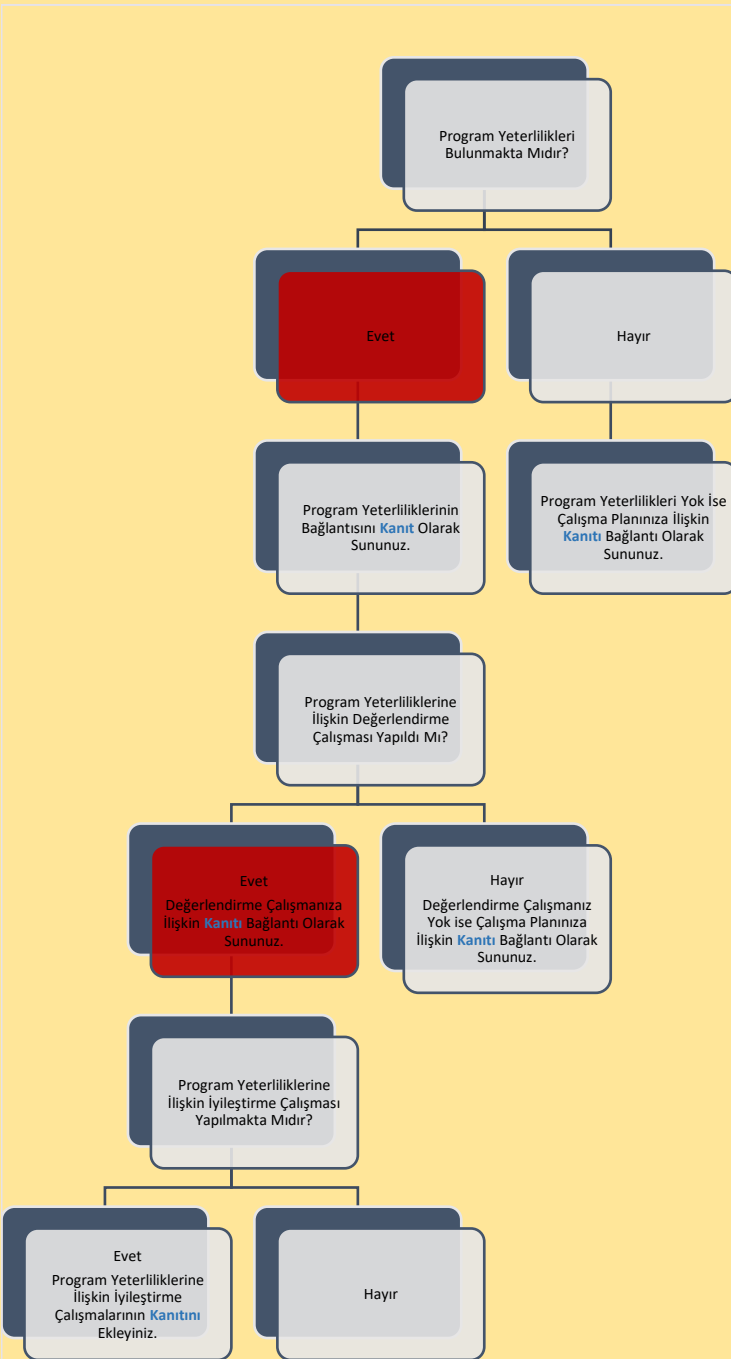 Program Yeterlilikleri
Bulunmakta Mıdır?
Evet
Hayır
Program Yeterliliklerinin
Bağlantısını Kanıt Olarak
Sununuz.
Program Yeterlilikleri Yok İse
Çalışma Planınıza İlişkin
Kanıtı Bağlantı Olarak
Sununuz.
Program Yeterliliklerine
İlişkin Değerlendirme
Çalışması Yapıldı Mı?
Evet
Değerlendirme Çalışmanıza
İlişkin Kanıtı Bağlantı Olarak
Sununuz.
Hayır
Değerlendirme Çalışmanız
Yok ise Çalışma Planınıza
İlişkin Kanıtı Bağlantı Olarak
Sununuz.
Program Yeterliliklerine
İlişkin İyileştirme Çalışması
Yapılmakta Mıdır?
Evet
Program Yeterliliklerine
İlişkin İyileştirme
Çalışmalarının Kanıtını
Ekleyiniz.
Hayır